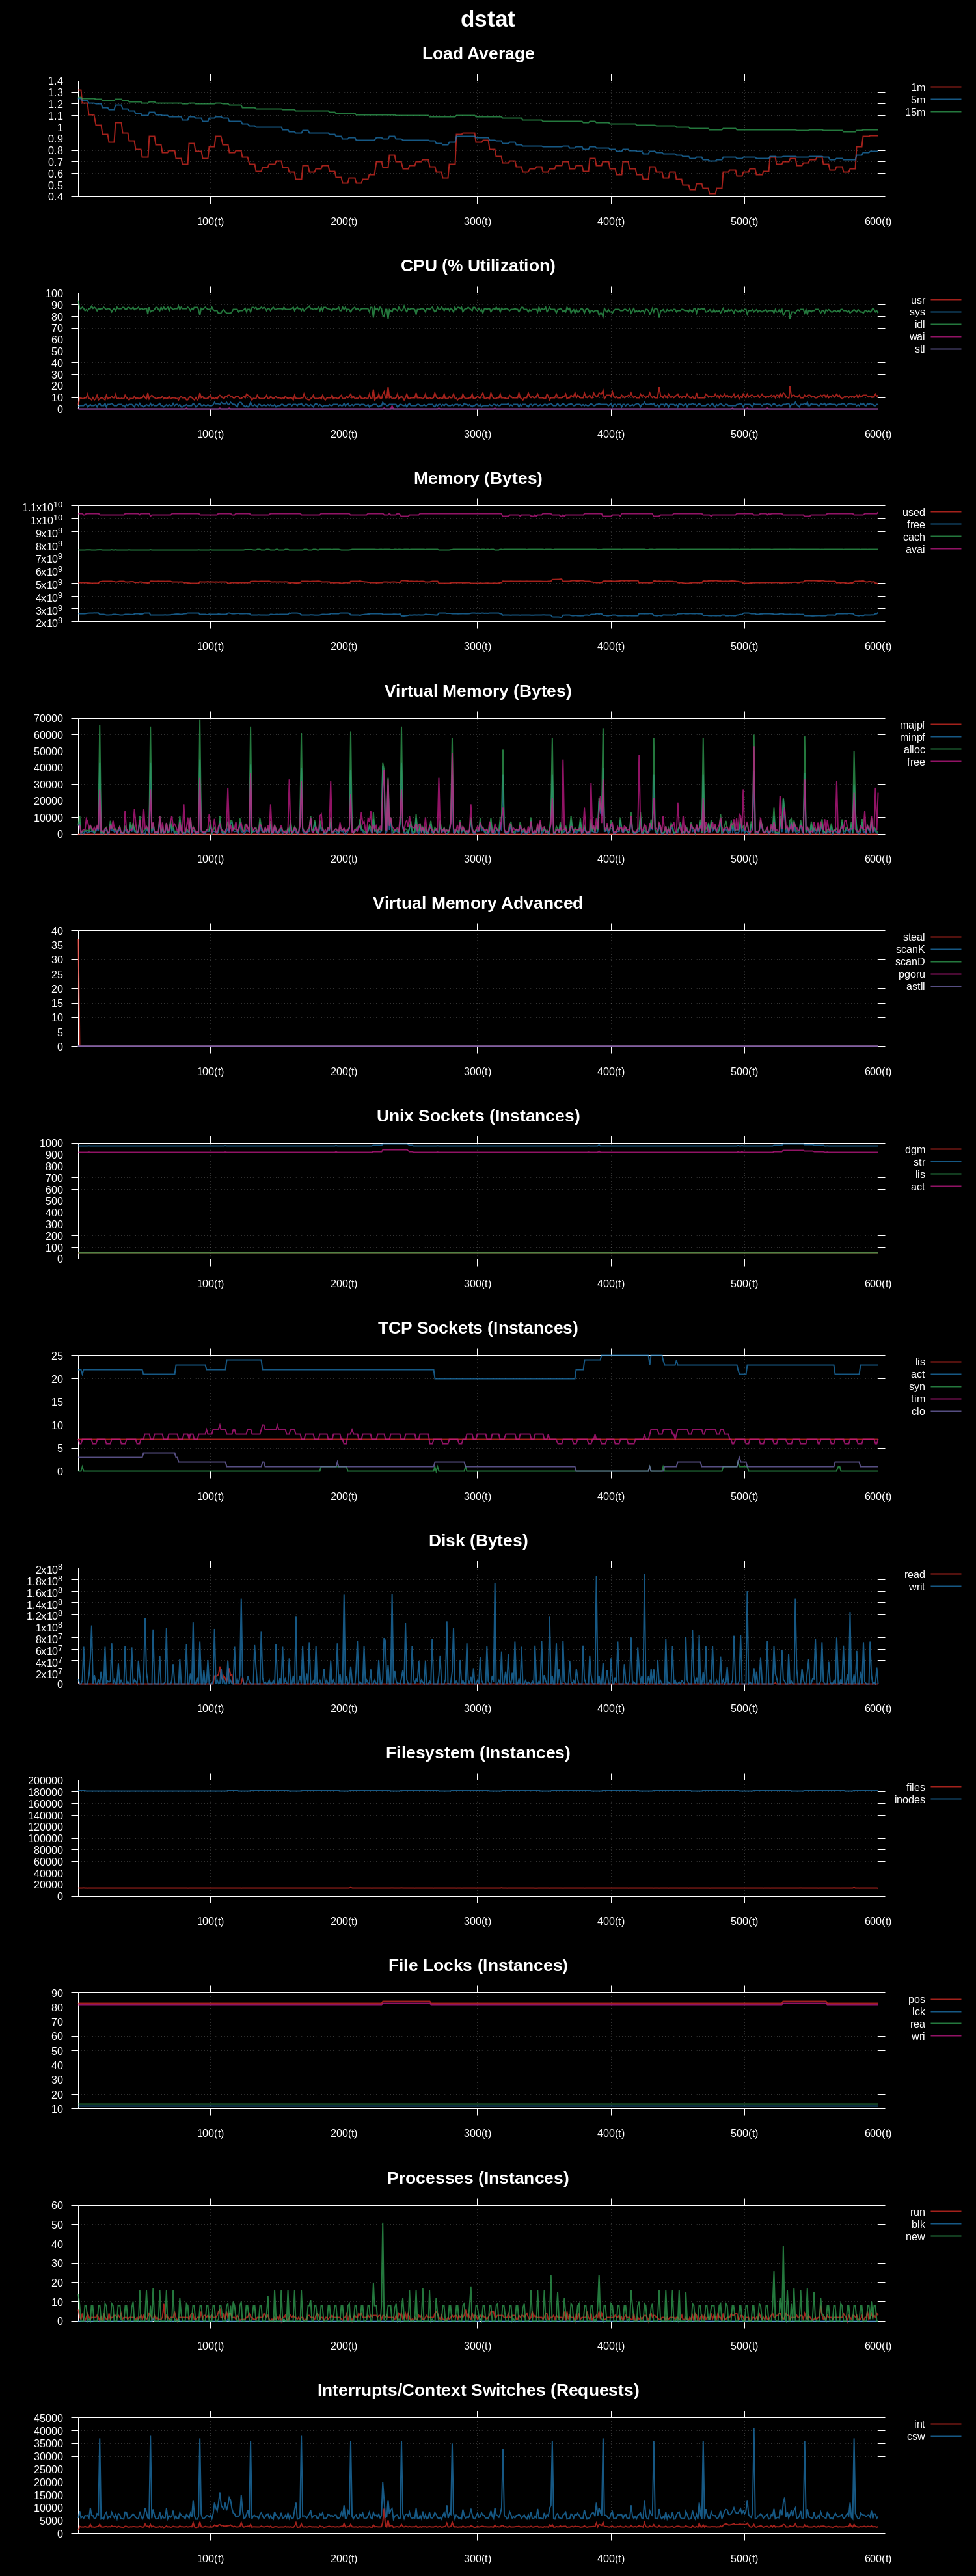 dstat
Load Average
1.4
1.3
1.2
1.1
1
0.9
0.8
0.7
0.6
0.5
0.4
100(t) 200(t) 300(t) 400(t) 500(t) 600(t)
1m
5m
15m
CPU (% Utilization)
100
90
80
70
60
50
40
30
20
10
0
100(t) 200(t) 300(t) 400(t) 500(t) 600(t)
usr
sys
idl
wai
stl
Memory (Bytes)
1.1x10^10
1x10^10
9x10^9
8x10^9
7x10^9
6x10^9
5x10^9
4x10^9
3x10^9
2x10^9
100(t) 200(t) 300(t) 400(t) 500(t) 600(t)
used
free
cach
avai
Virtual Memory (Bytes)
70000
60000
50000
40000
30000
20000
10000
0
100(t) 200(t) 300(t) 400(t) 500(t) 600(t)
majpf
minpf
alloc
free
Virtual Memory Advanced
40
35
30
25
20
15
10
5
0
100(t) 200(t) 300(t) 400(t) 500(t) 600(t)
steal
scanK
scanD
pgoru
astll
Unix Sockets (Instances)
1000
900
800
700
600
500
400
300
200
100
0
100(t) 200(t) 300(t) 400(t) 500(t) 600(t)
dgm
str
lis
act
TCP Sockets (Instances)
25
20
15
10
5
0
100(t) 200(t) 300(t) 400(t) 500(t) 600(t)
lis
act
syn
tim
clo
Disk (Bytes)
2x10^8
1.8x10^8
1.6x10^8
1.4x10^8
1.2x10^8
1x10^8
8x10^7
6x10^7
4x10^7
2x10^7
0
100(t) 200(t) 300(t) 400(t) 500(t) 600(t)
read
writ
Filesystem (Instances)
200000
180000
160000
140000
120000
100000
80000
60000
40000
20000
0
100(t) 200(t) 300(t) 400(t) 500(t) 600(t)
files
inodes
File Locks (Instances)
90
80
70
60
50
40
30
20
10
100(t) 200(t) 300(t) 400(t) 500(t) 600(t)
pos
lck
rea
wri
Processes (Instances)
60
50
40
30
20
10
0
100(t) 200(t) 300(t) 400(t) 500(t) 600(t)
run
blk
new
Interrupts/Context Switches (Requests)
45000
40000
35000
30000
25000
20000
15000
10000
5000
0
100(t) 200(t) 300(t) 400(t) 500(t) 600(t)
int
csw